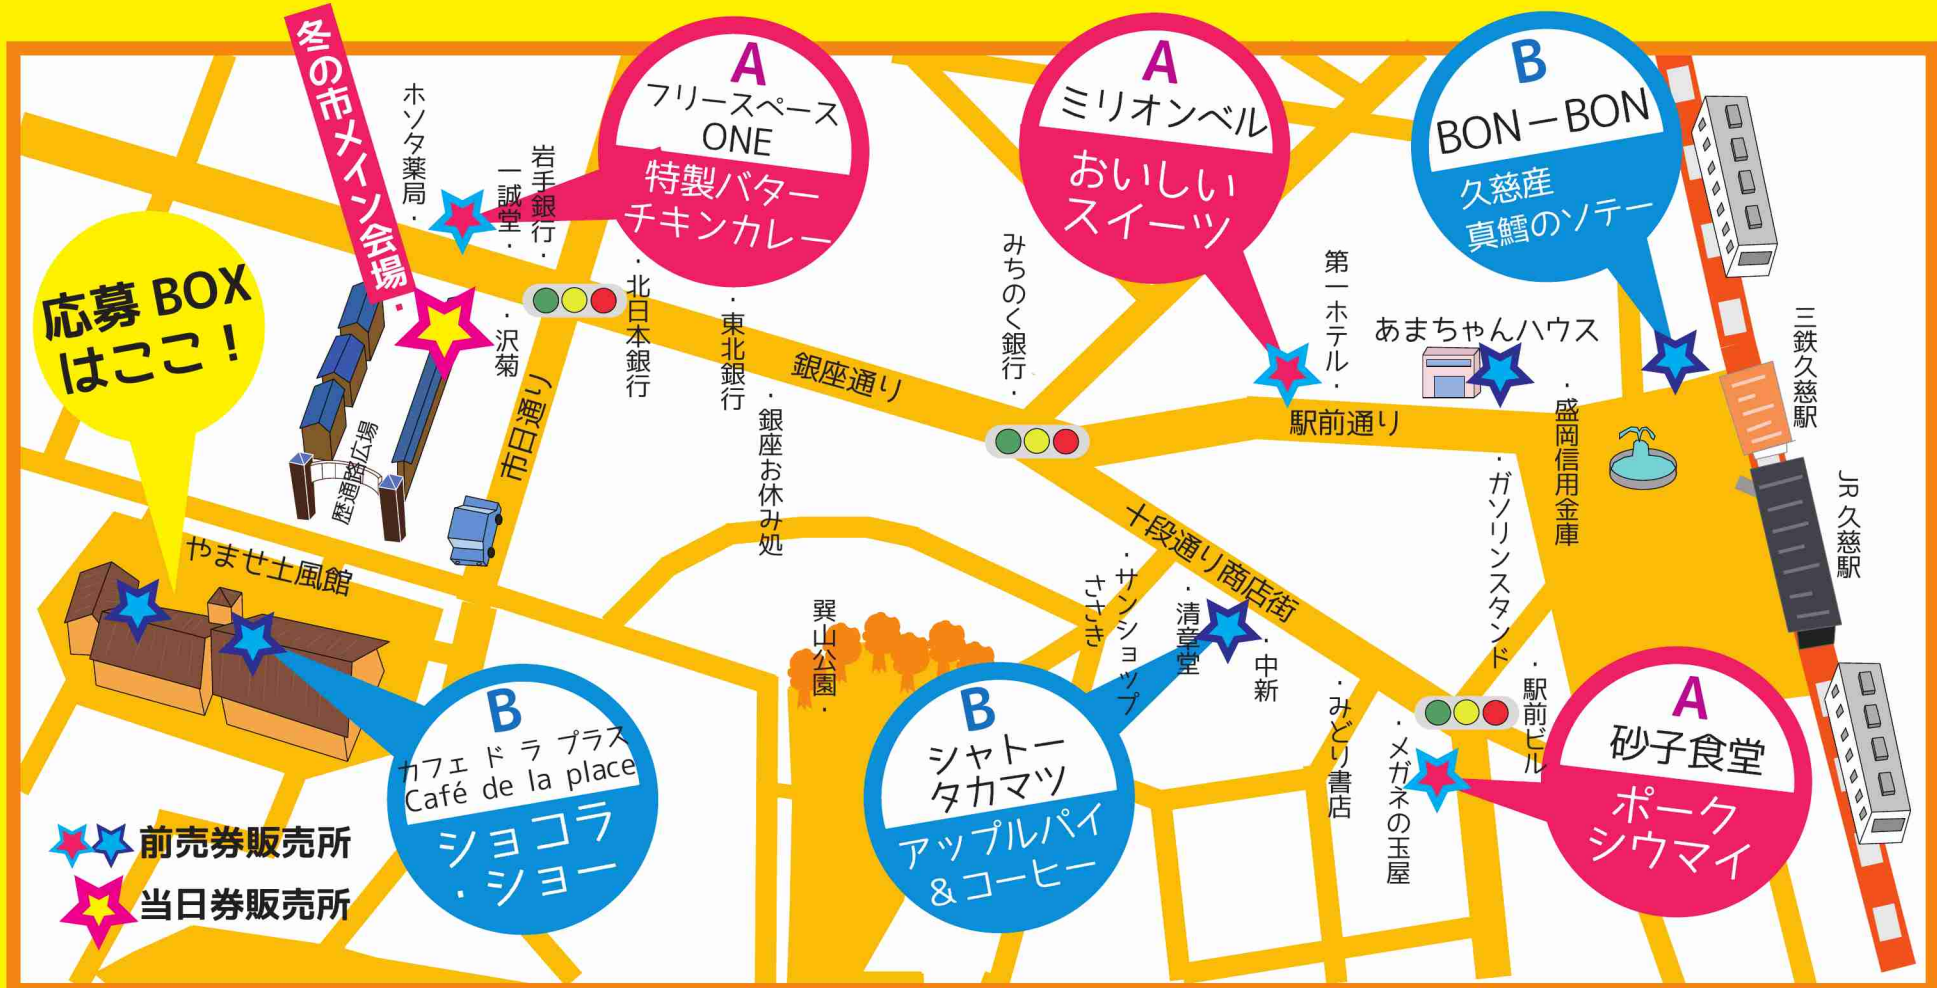 冬の市メイン会場・
ホソタ薬局・
一誠堂・
岩手銀行・
A
フリースペース
ONE
特製バター
チキンカレー
A
ミリオンベル
おいしい
スイーツ
B
BON－BON
久慈産
真鱈のソテー
応募 BOX
はここ！
・沢菊
・北日本銀行
・東北銀行
・銀座お休み処
銀座通り
市日通り
歴通路広場
みちのく銀行・
第一ホテル・
あまちゃんハウス
駅前通り
・盛岡信用金庫
・ガソリンスタンド
三鉄久慈駅
JR久慈駅
やませ土風館
巽山公園・
十段通り商店街
・サンショップ
ささき
・清章堂
・中新
・みどり書店
・メガネの玉屋
・駅前ビル
B
カフェ ド ラ プラス
Café de la place
ショコラ
・ショー
B
シャトー
タカマツ
アップルパイ
&コーヒー
A
砂子食堂
ポーク
シウマイ
前売券販売所
当日券販売所